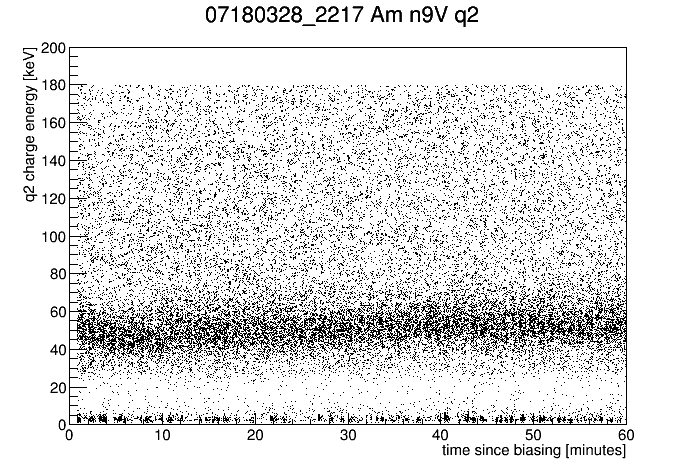 07180328_2217 Am n9V q2
q2 charge energy [keV]
200
180
160
140
120
100
80
60
40
20
0
0 10 20 30 40 50 60
time since biasing [minutes]